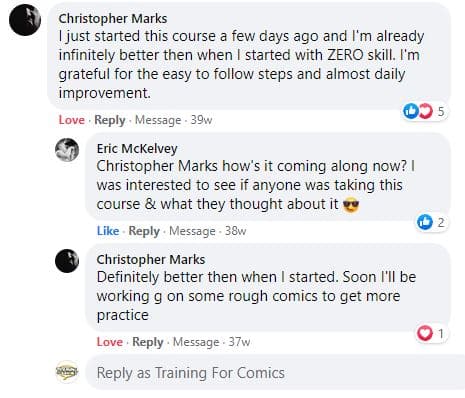 Christopher Marks
I just started this course a few days ago and I'm already
infinitely better then when I started with ZERO skill. I'm
grateful for the easy to follow steps and almost daily
improvement.
5
Love · Reply · Message · 39w
Eric McKelvey
Christopher Marks how's it coming along now? I
was interested to see if anyone was taking this
course & what they thought about it 😎
2
Like · Reply · Message · 38w
Christopher Marks
Definitely better then when I started. Soon I'll be
working g on some rough comics to get more
practice
1
Love · Reply · Message · 37w
Reply as Training For Comics